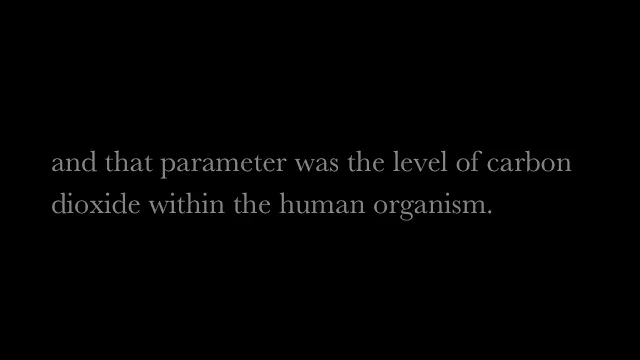 and that parameter was the level of carbon
dioxide within the human organism.